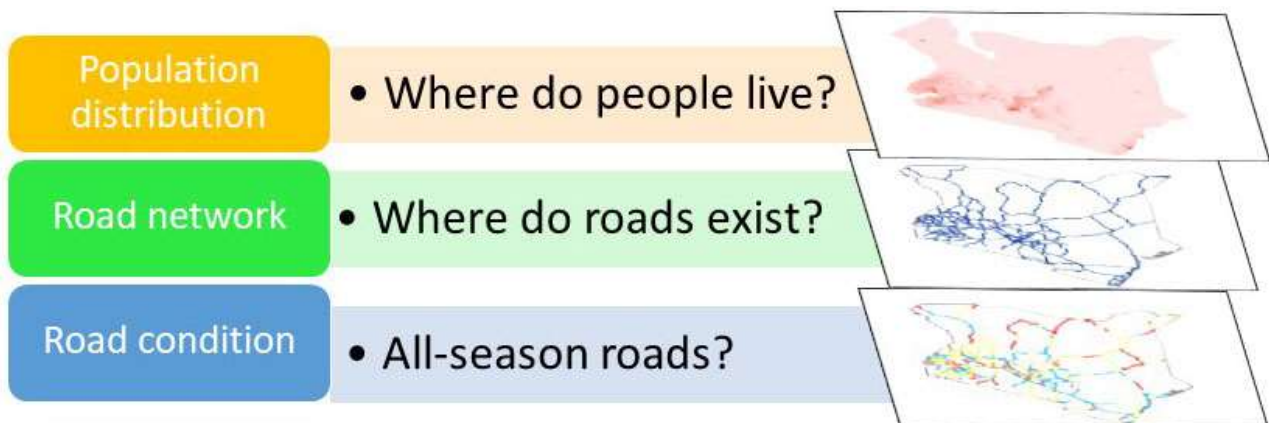 Population
distribution
• Where do people live?
Road network
• Where do roads exist?
Road condition
• All-season roads?